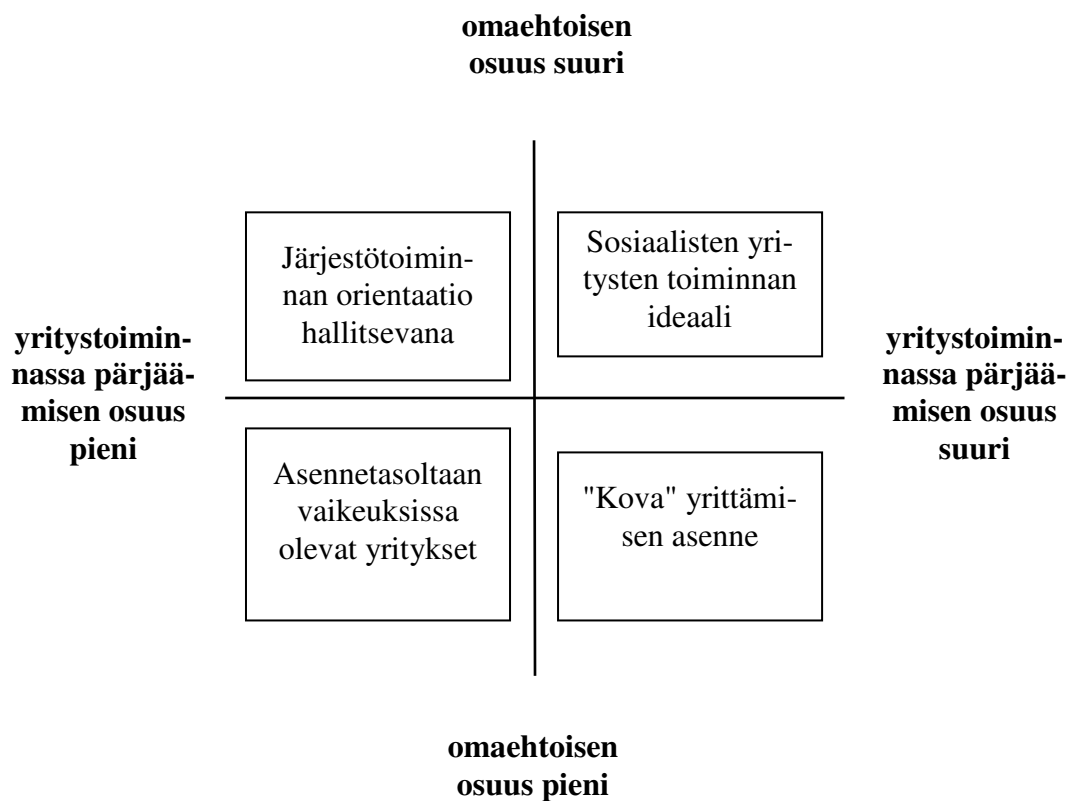 omaehtoisen
osuus suuri
Järjestötoimin-
nan orientaatio
hallitsevana
Sosiaalisten yri-
tysten toiminnan
ideaali
yritystoimin-
nassa pärjää-
misen osuus
pieni
yritystoimin-
nassa pärjää-
misen osuus
suuri
Asennetasoltaan
vaikeuksissa
olevat yritykset
"Kova" yrittämi-
sen asenne
omaehtoisen
osuus pieni